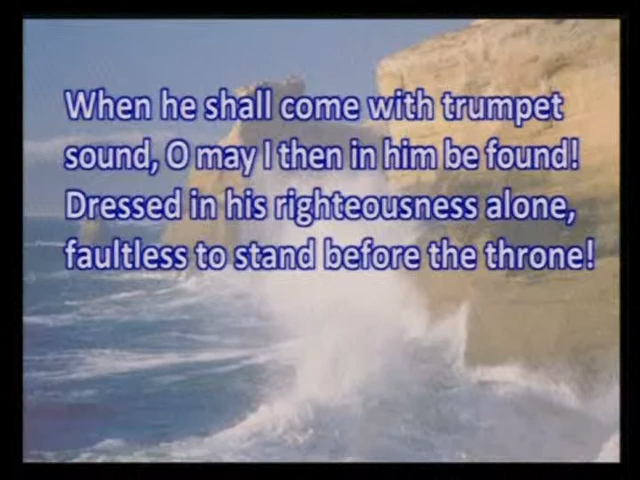 When he shall come with trumpet
sound, O may I then in him be found!
Dressed in his righteousness alone,
faultless to stand before the throne!